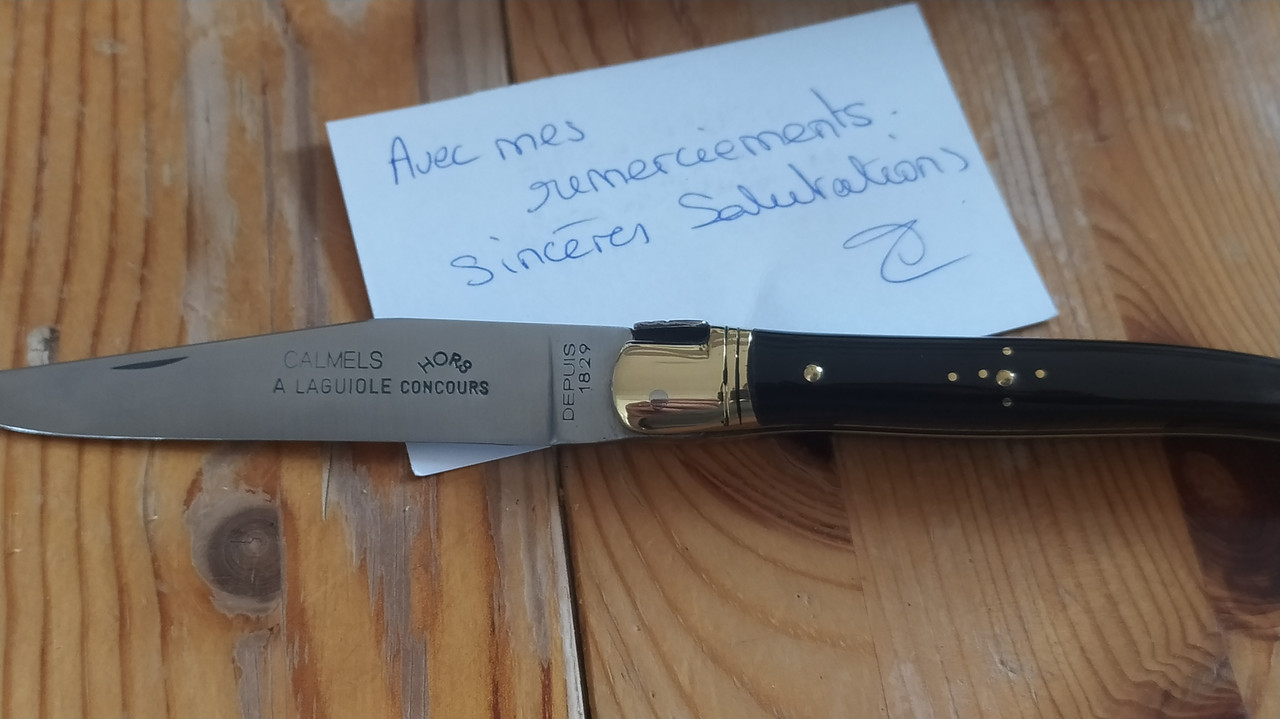 Avec mes
remerciements.
sincères Salutations
CALMELS HORS
A LAGUIOLE CONCOURS
DEPUIS
1829